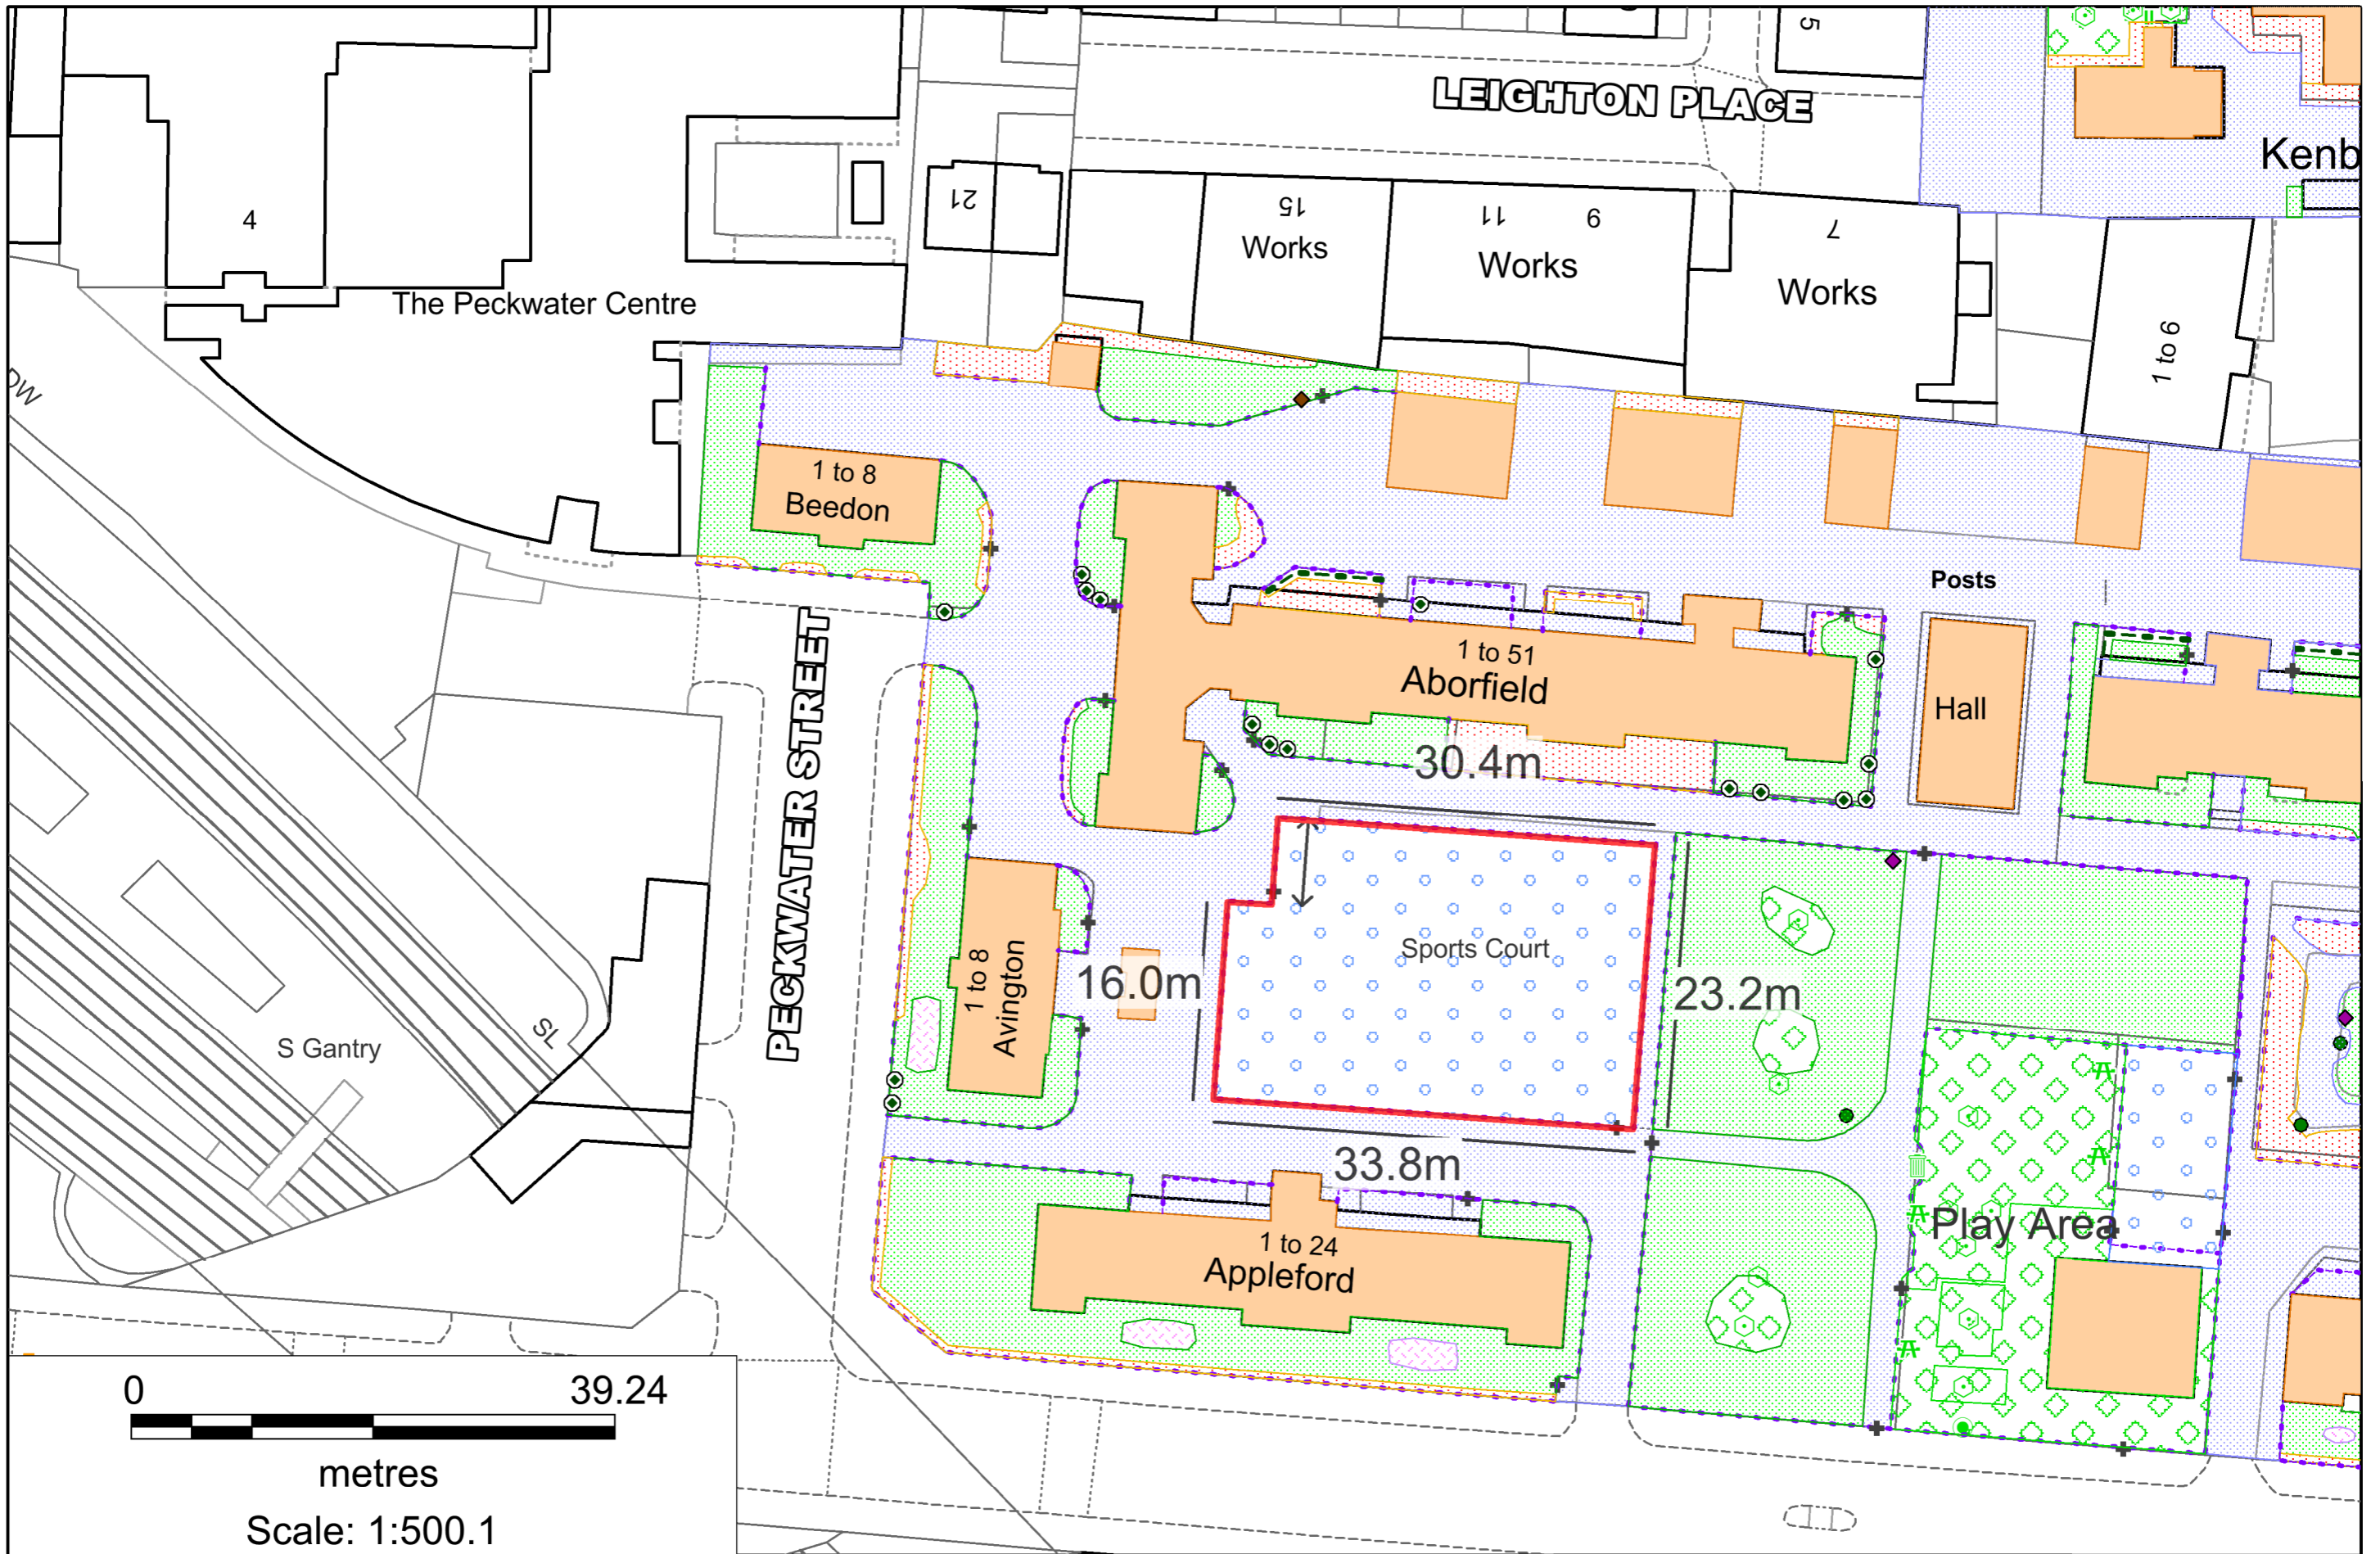 5
LEIGHTON PLACE
Kenb
4
21
15
Works
11
9
Works
7
Works
1 to 6
The Peckwater Centre
1 to 8
Beedon
Posts
1 to 51
Aborfield
Hall
30.4m
PECKWATER STREET
Sports Court
1 to 8
Avington
16.0m
23.2m
SL
S Gantry
33.8m
Play Area
1 to 24
Appleford
0
39.24
metres
Scale: 1:500.1